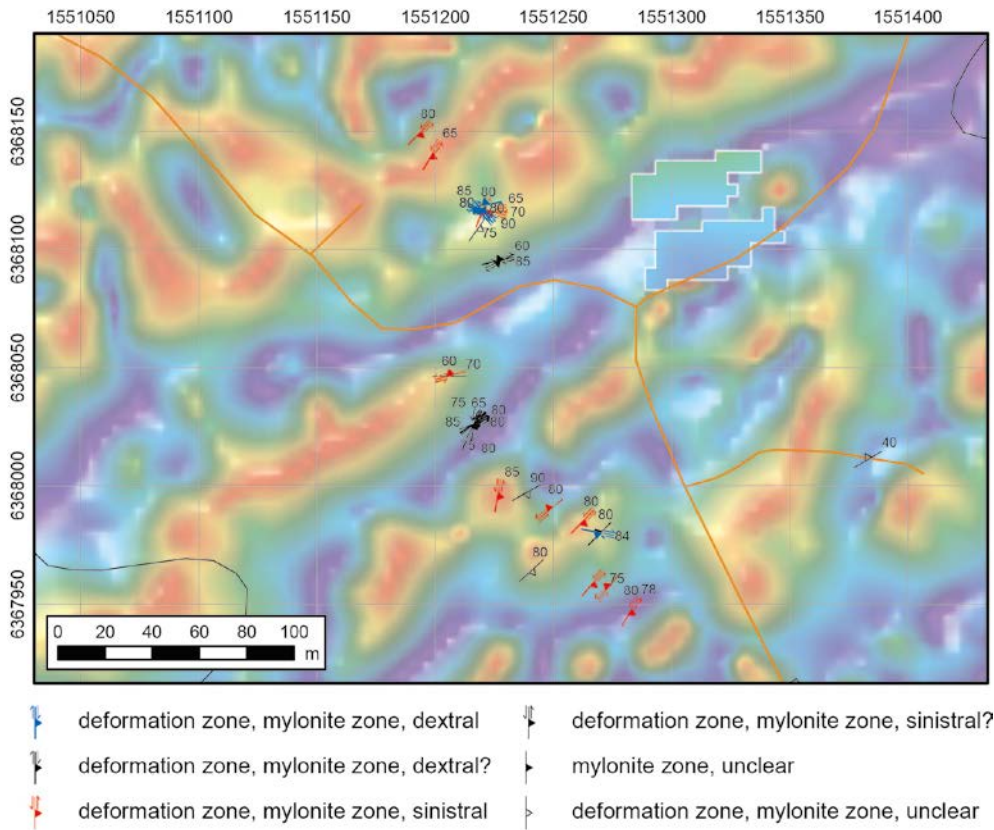 1551050 1551100 1551150 1551200 1551250 1551300 1551350 1551400
6368150
6368100
6368050
6368000
6367950
80
65
85 80 65
80 80 70
90
75
60
85
60 70
75 65 80
85 80
75 80
85 90
80
80
80
84
80
75
80 78
40
0 20 40 60 80 100
m
deformation zone, mylonite zone, dextral
deformation zone, mylonite zone, dextral?
deformation zone, mylonite zone, sinistral
deformation zone, mylonite zone, sinistral?
mylonite zone, unclear
deformation zone, mylonite zone, unclear